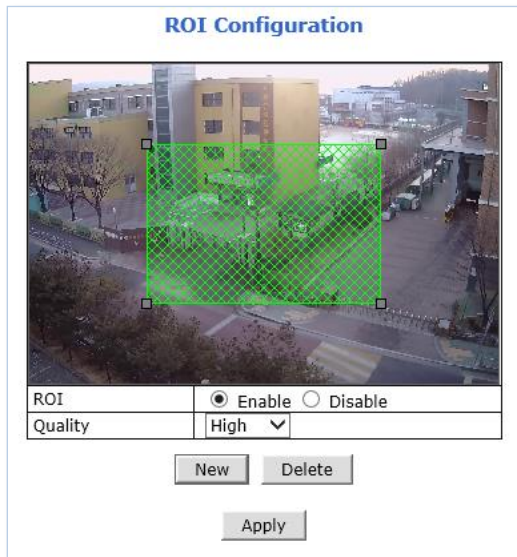 ROI Configuration
ROI Enable Disable
Quality High
New Delete
Apply